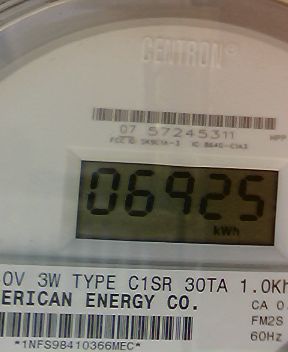 CENTRON®
07 57245311
06925
kWh
0V 3W TYPE C1SR 30TA 1.0Kh
ERICAN ENERGY CO.
CA 0.
FM2S
60Hz
*1NFS98410366MEC*